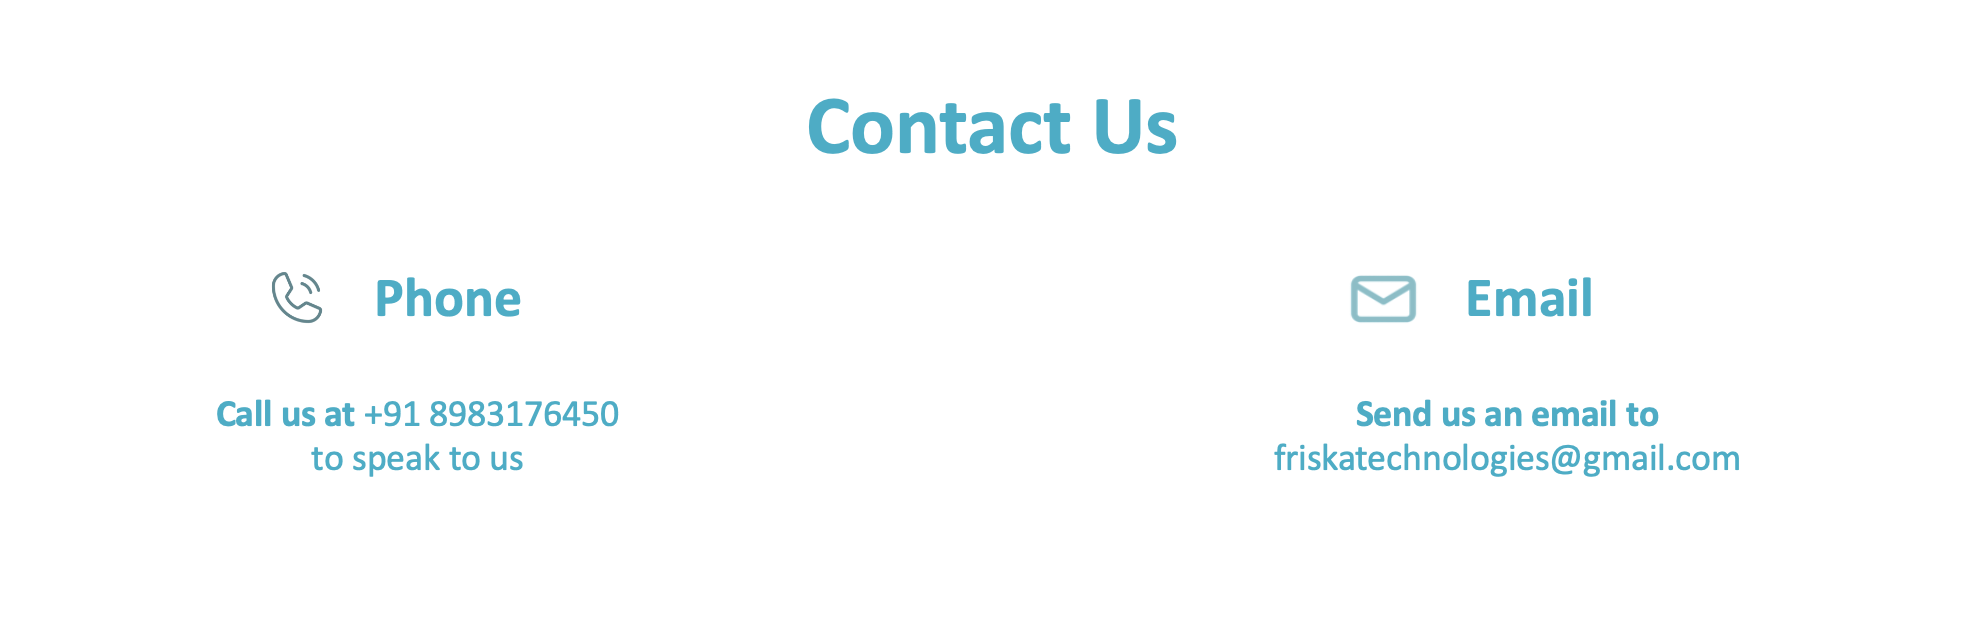 Contact Us
Phone
Call us at +91 8983176450
to speak to us
Email
Send us an email to
friskatechnologies@gmail.com